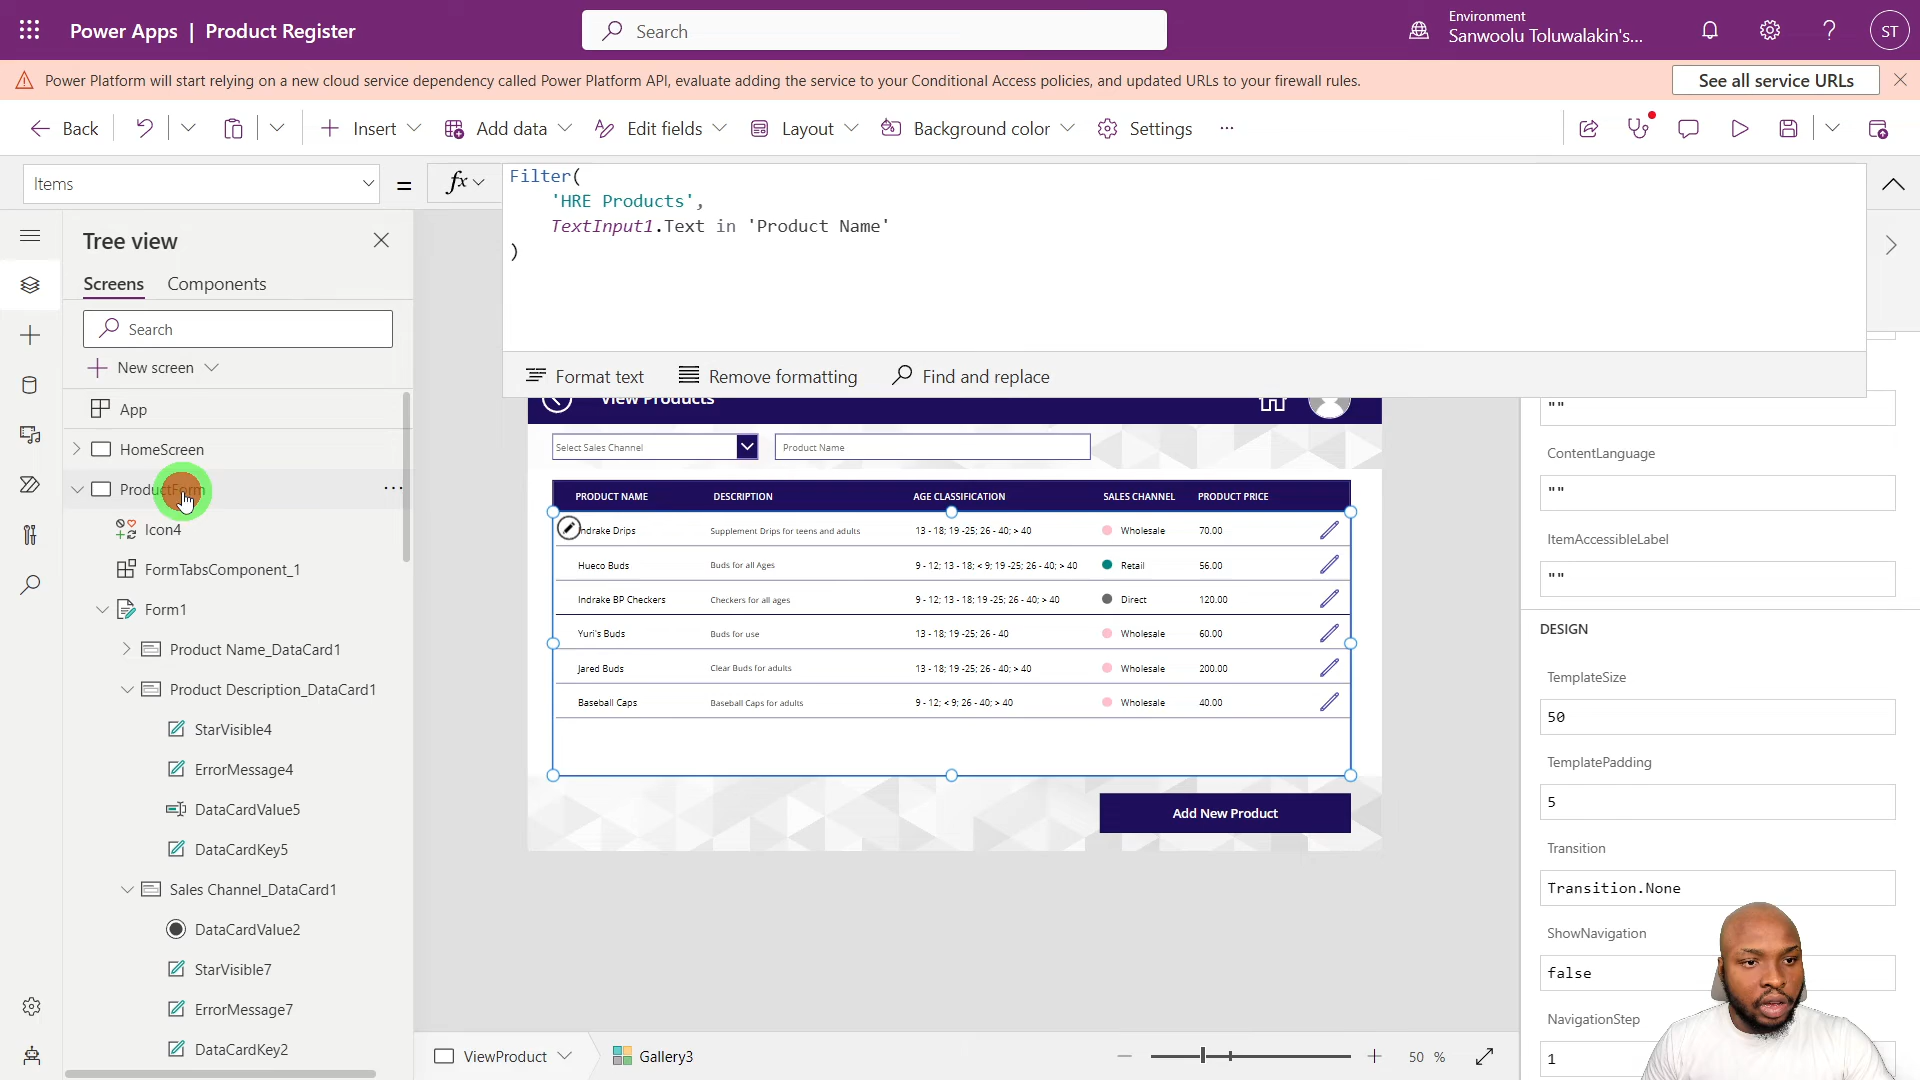 Power Apps | Product Register
Search
Environment
Sanwoolu Toluwalakin's...
ST
Power Platform will start relying on a new cloud service dependency called Power Platform API, evaluate adding the service to your Conditional Access policies, and updated URLs to your firewall rules.
See all service URLs
Back
Insert
Add data
Edit fields
Layout
Background color
Settings
Items
=
fx
Filter(
'HRE Products',
TextInput1.Text in 'Product Name'
)
Format text
Remove formatting
Find and replace
Tree view
Screens
Components
Search
New screen
App
HomeScreen
ProductForm
Icon4
FormTabsComponent_1
Form1
Product Name_DataCard1
Product Description_DataCard1
StarVisible4
ErrorMessage4
DataCardValue5
DataCardKey5
Sales Channel_DataCard1
DataCardValue2
StarVisible7
ErrorMessage7
DataCardKey2
View Products
Select Sales Channel
Product Name
PRODUCT NAME DESCRIPTION AGE CLASSIFICATION SALES CHANNEL PRODUCT PRICE
ndrake Drips Supplement Drips for teens and adults 13 - 18; 19 -25; 26 - 40; > 40 Wholesale 70.00
Hueco Buds Buds for all Ages 9 - 12; 13 - 18; < 9; 19 -25; 26 - 40; > 40 Retail 56.00
Indrake BP Checkers Checkers for all ages 9 - 12; 13 - 18; 19 -25; 26 - 40; > 40 Direct 120.00
Yuri's Buds Buds for use 13 - 18; 19 -25; 26 - 40 Wholesale 60.00
Jared Buds Clear Buds for adults 13 - 18; 19 -25; 26 - 40; > 40 Wholesale 200.00
Baseball Caps Baseball Caps for adults 9 - 12; < 9; 26 - 40; > 40 Wholesale 40.00
Add New Product
""
ContentLanguage
""
ItemAccessibleLabel
""
DESIGN
TemplateSize
50
TemplatePadding
5
Transition
Transition.None
ShowNavigation
false
NavigationStep
1
ViewProduct
Gallery3
50 %